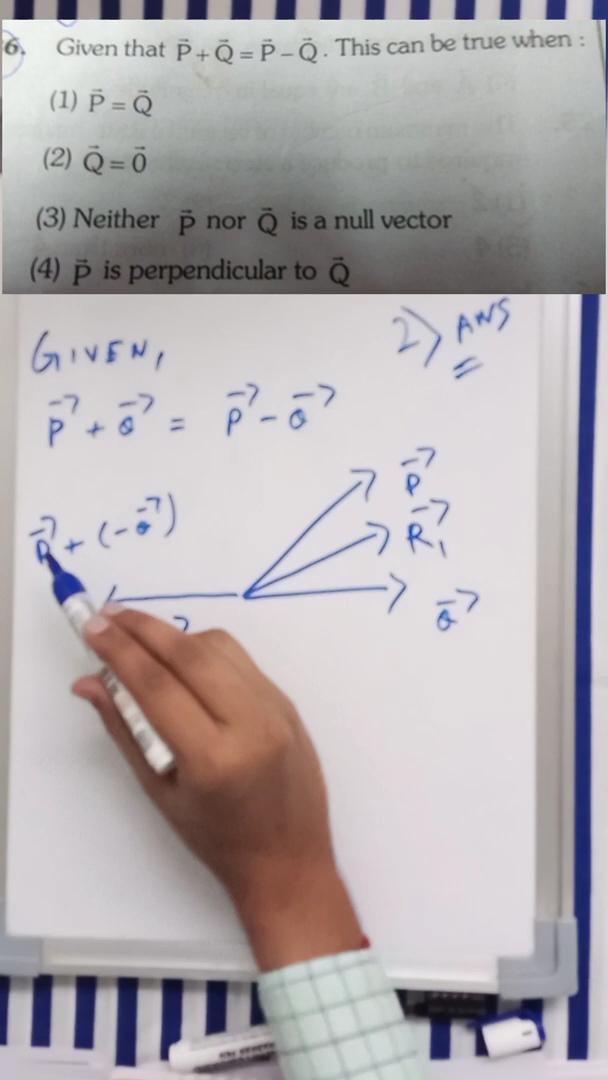 6. Given that P⃗ + Q⃗ = P⃗ – Q⃗. This can be true when :
(1) P⃗ = Q⃗
(2) Q⃗ = 0⃗
(3) Neither P⃗ nor Q⃗ is a null vector
(4) P⃗ is perpendicular to Q⃗
GIVEN,
2) ANS
P⃗ + Q⃗ = P⃗ - Q⃗
P⃗
P⃗ + (-Q⃗)
R⃗₁
Q⃗